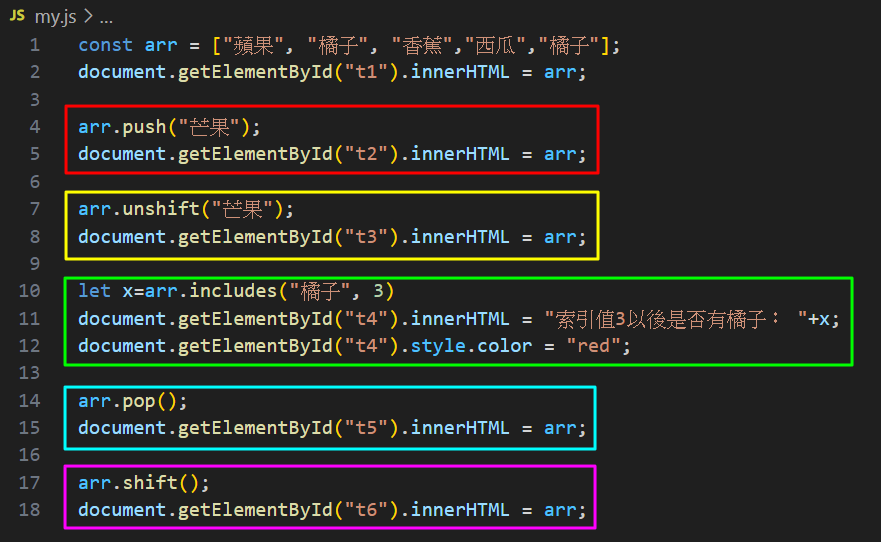 JS my.js > ...
1 const arr = ["蘋果", "橘子", "香蕉","西瓜","橘子"];
2 document.getElementById("t1").innerHTML = arr;
3
4 arr.push("芒果");
5 document.getElementById("t2").innerHTML = arr;
6
7 arr.unshift("芒果");
8 document.getElementById("t3").innerHTML = arr;
9
10 let x=arr.includes("橘子", 3)
11 document.getElementById("t4").innerHTML = "索引值3以後是否有橘子： "+x;
12 document.getElementById("t4").style.color = "red";
13
14 arr.pop();
15 document.getElementById("t5").innerHTML = arr;
16
17 arr.shift();
18 document.getElementById("t6").innerHTML = arr;